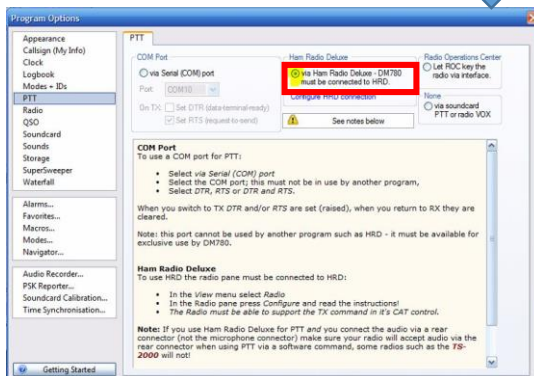 Program Options
Appearance
Callsign (My Info)
Clock
Logbook
Modes + IDs
PTT
Radio
QSO
Soundcard
Sounds
Storage
SuperSweeper
Waterfall
Alarms...
Favorites...
Macros...
Modes...
Navigator...
Audio Recorder...
PSK Reporter...
Soundcard Calibration...
Time Synchronisation...
Getting Started
PTT
COM Port
via Serial (COM) port
Port: COM10
On TX: Set DTR (data-terminal-ready)
Set RTS (request-to-send)
Ham Radio Deluxe
via Ham Radio Deluxe - DM780
must be connected to HRD.
Configure HRD connection
See notes below
Radio Operations Center
Let ROC key the
radio via interface.
None
via soundcard
PTT or radio VOX
COM Port
To use a COM port for PTT:
• Select via Serial (COM) port
• Select the COM port; this must not be in use by another program,
• Select DTR, RTS or DTR and RTS.
When you switch to TX DTR and/or RTS are set (raised), when you return to RX they are
cleared.
Note: this port cannot be used by another program such as HRD - it must be available for
exclusive use by DM780.
Ham Radio Deluxe
To use HRD the radio pane must be connected to HRD:
• In the View menu select Radio
• In the Radio pane press Configure and read the instructions!
• The Radio must be able to support the TX command in it's CAT control.
Note: If you use Ham Radio Deluxe for PTT and you connect the audio via a rear
connector (not the microphone connector) make sure your radio will accept audio via the
rear connector when using PTT via a software command, some radios such as the TS-
2000 will not!